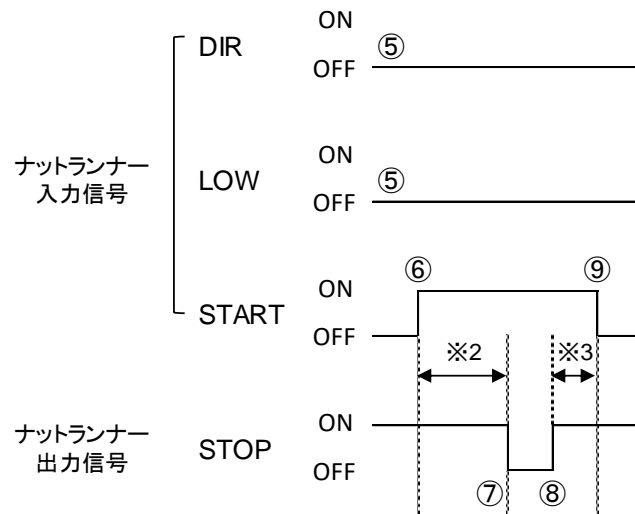 DIR
ON
OFF
⑤
ナットランナー
入力信号
LOW
ON
OFF
⑤
START
ON
OFF
⑥
⑨
※2
※3
ナットランナー
出力信号
STOP
ON
OFF
⑦
⑧